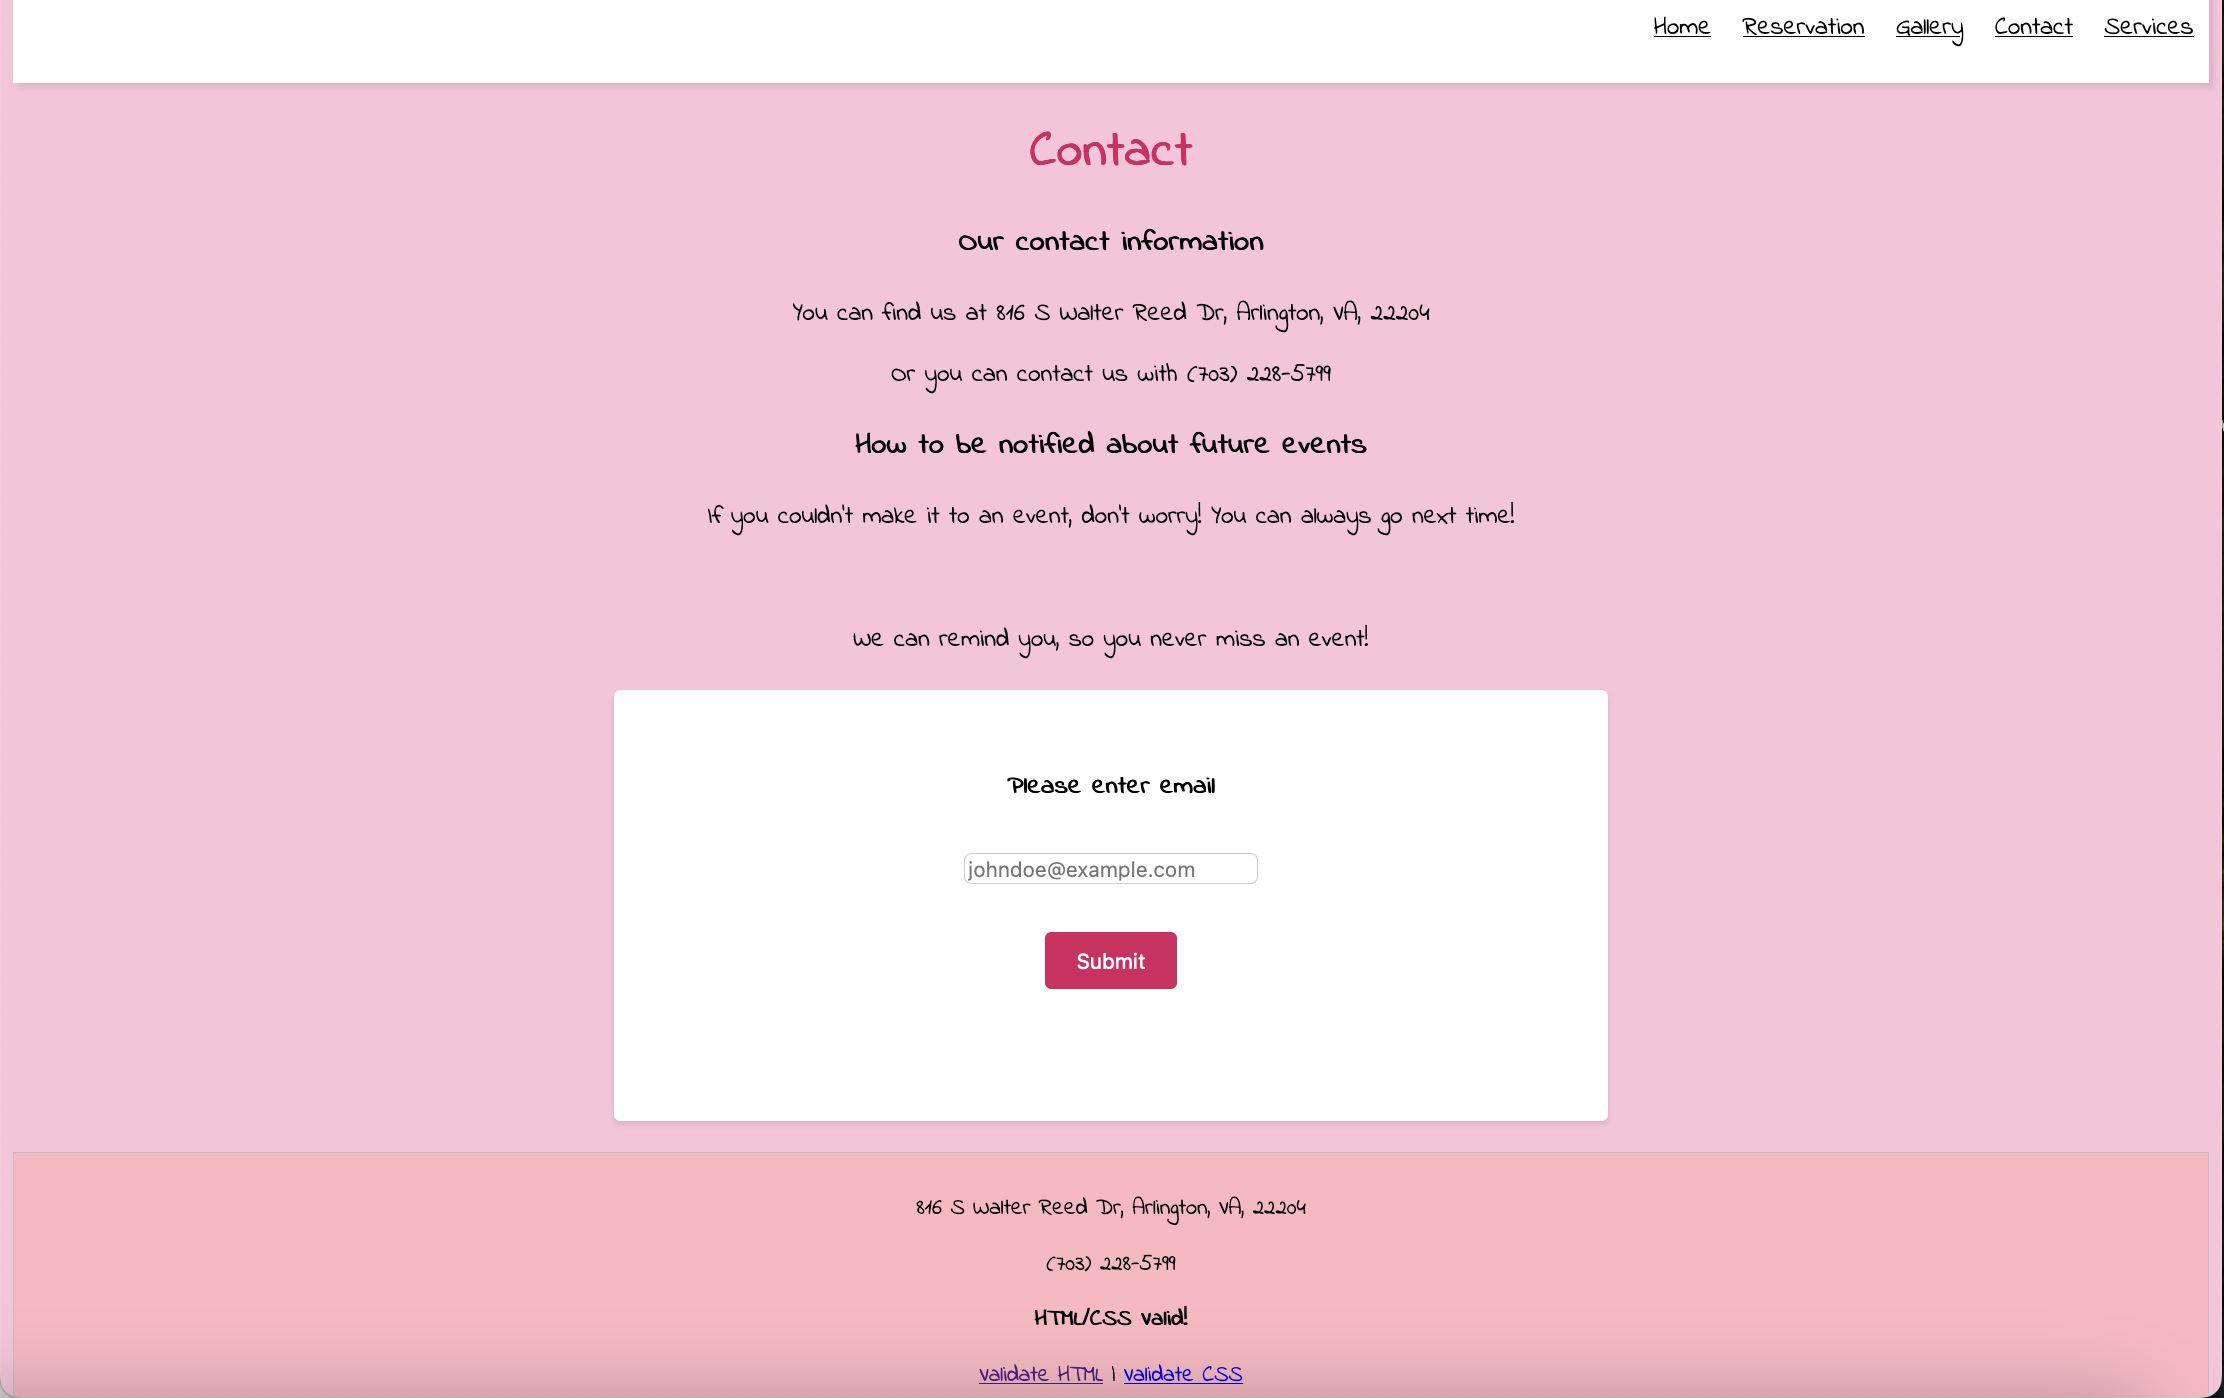 Home Reservation Gallery Contact Services
Contact
Our contact information
You can find us at 816 S Walter Reed Dr, Arlington, VA, 22204
Or you can contact us with (703) 228-5799
How to be notified about future events
If you couldn't make it to an event, don't worry! You can always go next time!
We can remind you, so you never miss an event!
Please enter email
johndoe@example.com
Submit
816 S Walter Reed Dr, Arlington, VA, 22204
(703) 228-5799
HTML/CSS valid!
Validate HTML | Validate CSS